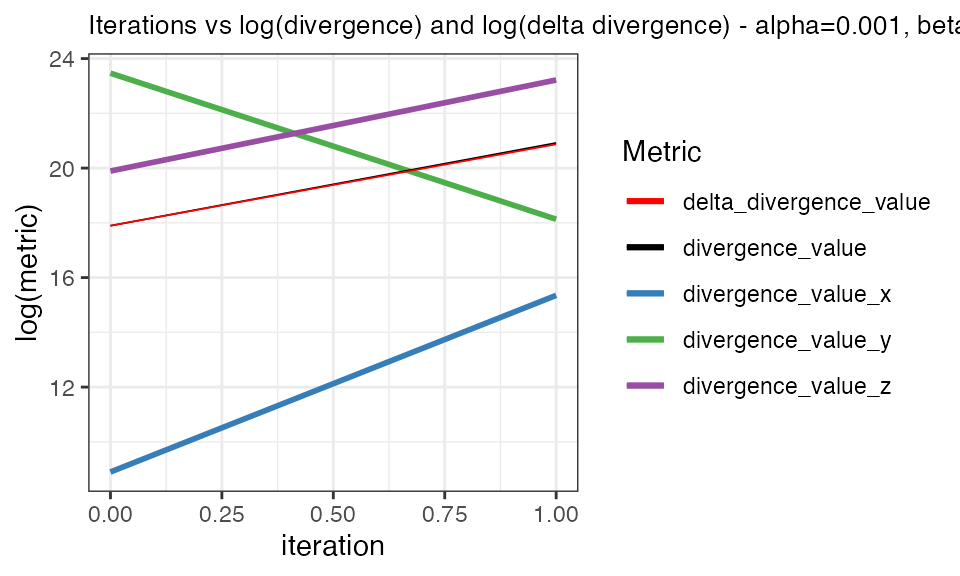 Iterations vs log(divergence) and log(delta divergence) - alpha=0.001, beta
24
20
16
12
log(metric)
0.00 0.25 0.50 0.75 1.00
iteration
Metric
delta_divergence_value
divergence_value
divergence_value_x
divergence_value_y
divergence_value_z